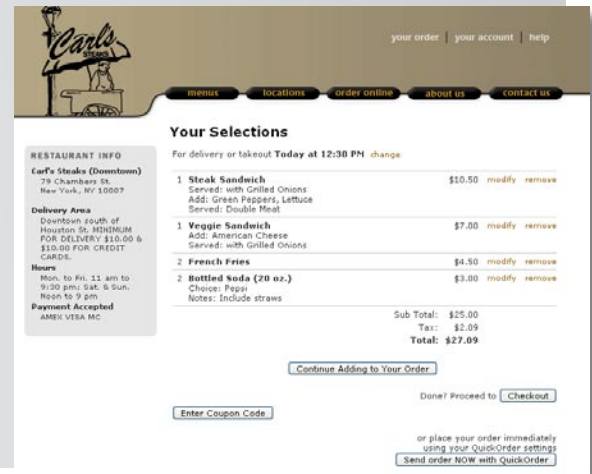 Carl's
STEAKS
your order | your account | help
menus locations order online about us contact us
RESTAURANT INFO
Carl's Steaks (Downtown)
79 Chambers St.
New York, NY 10007
Delivery Area
Downtown south of
Houston St. MINIMUM
FOR DELIVERY $10.00 &
$10.00 FOR CREDIT
CARDS.
Hours
Mon. to Fri. 11 am to
9:30 pm; Sat. & Sun.
Noon to 9 pm
Payment Accepted
AMEX VISA MC
Your Selections
For delivery or takeout Today at 12:30 PM change
1 Steak Sandwich $10.50 modify remove
Served: with Grilled Onions
Add: Green Peppers, Lettuce
Served: Double Meat
1 Veggie Sandwich $7.00 modify remove
Add: American Cheese
Served: with Grilled Onions
2 French Fries $4.50 modify remove
2 Bottled Soda (20 oz.) $3.00 modify remove
Choice: Pepsi
Notes: Include straws
Sub Total: $25.00
Tax: $2.09
Total: $27.09
Continue Adding to Your Order
Done? Proceed to Checkout
Enter Coupon Code
or place your order immediately
using your QuickOrder settings
Send order NOW with QuickOrder